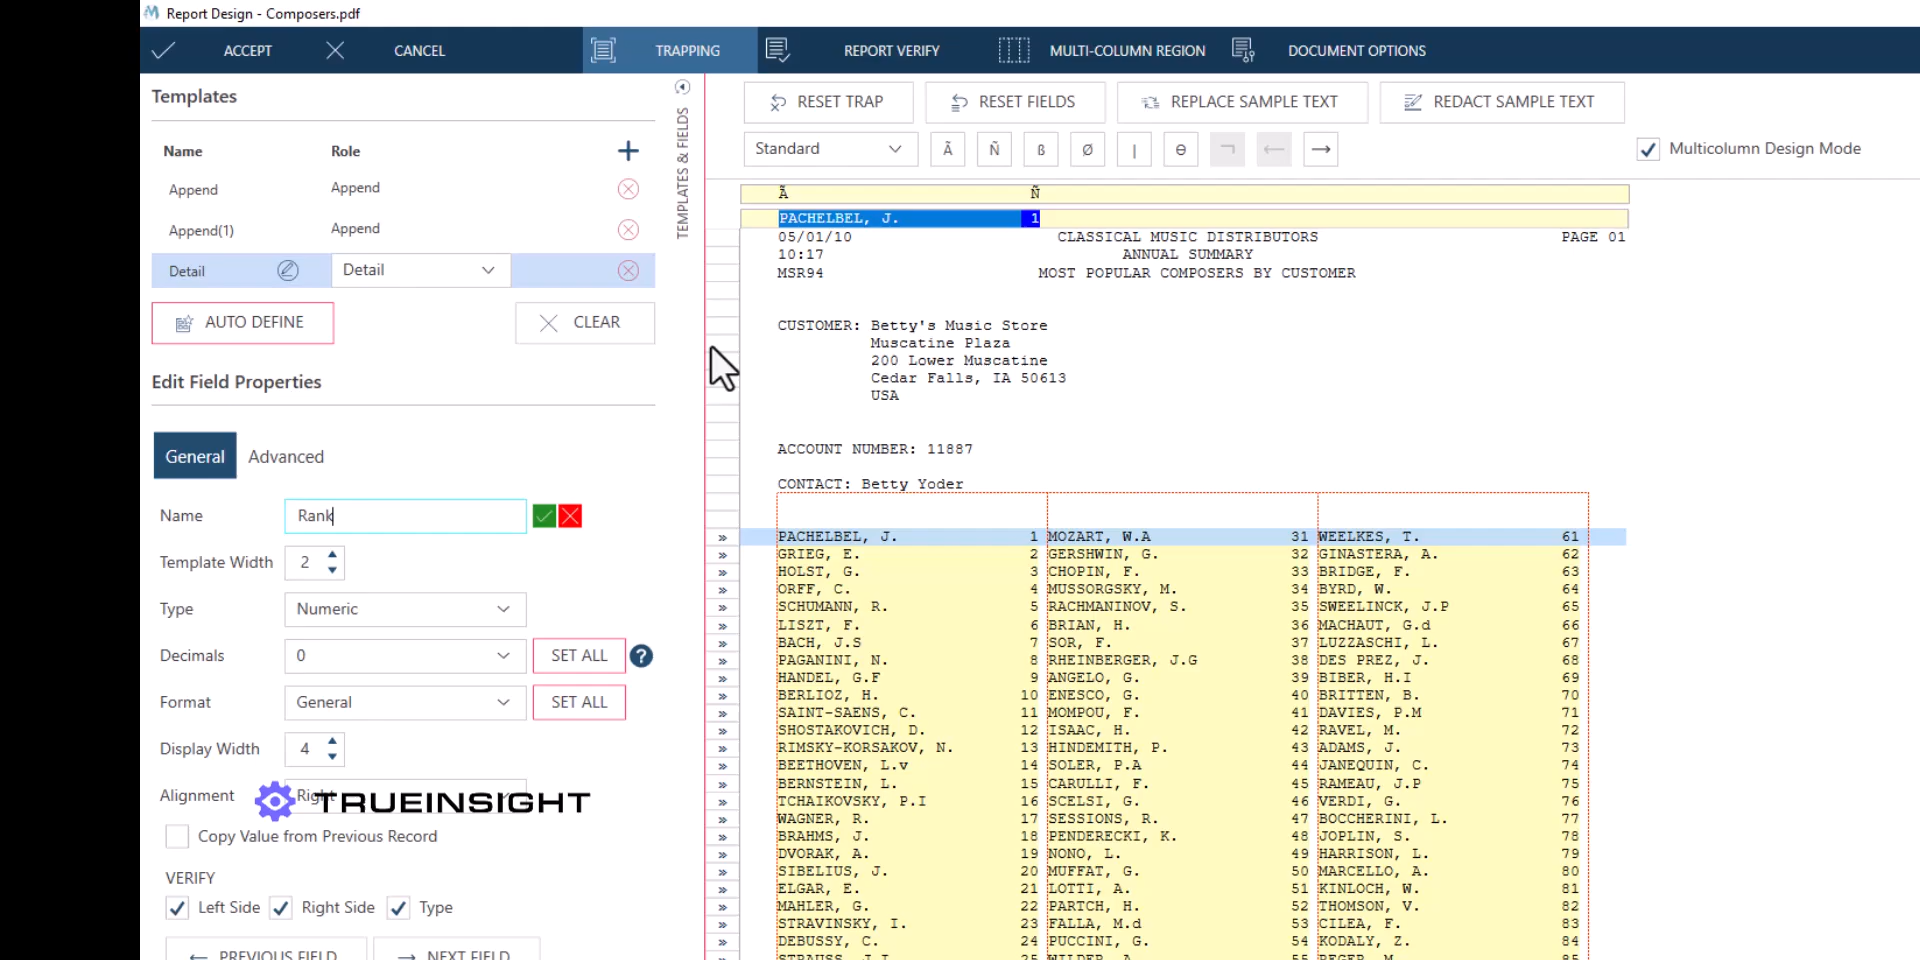 Report Design - Composers.pdf
ACCEPT CANCEL TRAPPING REPORT VERIFY MULTI-COLUMN REGION DOCUMENT OPTIONS
Templates
Name Role
Append Append
Append(1) Append
Detail Detail
AUTO DEFINE CLEAR
Edit Field Properties
General Advanced
Name Rank
Template Width 2
Type Numeric
Decimals 0 SET ALL ?
Format General SET ALL
Display Width 4
Alignment Right
TRUEINSIGHT
Copy Value from Previous Record
VERIFY
Left Side Right Side Type
PREVIOUS FIELD NEXT FIELD
TEMPLATES & FIELDS
RESET TRAP RESET FIELDS REPLACE SAMPLE TEXT REDACT SAMPLE TEXT
Standard Ã Ñ ß Ø | Multicolumn Design Mode
Ã Ñ
PACHELBEL, J. 1
05/01/10 CLASSICAL MUSIC DISTRIBUTORS PAGE 01
10:17 ANNUAL SUMMARY
MSR94 MOST POPULAR COMPOSERS BY CUSTOMER
CUSTOMER: Betty's Music Store
Muscatine Plaza
200 Lower Muscatine
Cedar Falls, IA 50613
USA
ACCOUNT NUMBER: 11887
CONTACT: Betty Yoder
PACHELBEL, J. 1 MOZART, W.A 31 WEELKES, T. 61
GRIEG, E. 2 GERSHWIN, G. 32 GINASTERA, A. 62
HOLST, G. 3 CHOPIN, F. 33 BRIDGE, F. 63
ORFF, C. 4 MUSSORGSKY, M. 34 BYRD, W. 64
SCHUMANN, R. 5 RACHMANINOV, S. 35 SWEELINCK, J.P 65
LISZT, F. 6 BRIAN, H. 36 MACHAUT, G.d 66
BACH, J.S 7 SOR, F. 37 LUZZASCHI, L. 67
PAGANINI, N. 8 RHEINBERGER, J.G 38 DES PREZ, J. 68
HANDEL, G.F 9 ANGELO, G. 39 BIBER, H.I 69
BERLIOZ, H. 10 ENESCO, G. 40 BRITTEN, B. 70
SAINT-SAENS, C. 11 MOMPOU, F. 41 DAVIES, P.M 71
SHOSTAKOVICH, D. 12 ISAAC, H. 42 RAVEL, M. 72
RIMSKY-KORSAKOV, N. 13 HINDEMITH, P. 43 ADAMS, J. 73
BEETHOVEN, L.v 14 SOLER, P.A 44 JANEQUIN, C. 74
BERNSTEIN, L. 15 CARULLI, F. 45 RAMEAU, J.P 75
TCHAIKOVSKY, P.I 16 SCELSI, G. 46 VERDI, G. 76
WAGNER, R. 17 SESSIONS, R. 47 BOCCHERINI, L. 77
BRAHMS, J. 18 PENDERECKI, K. 48 JOPLIN, S. 78
DVORAK, A. 19 NONO, L. 49 HARRISON, L. 79
SIBELIUS, J. 20 MUFFAT, G. 50 MARCELLO, A. 80
ELGAR, E. 21 LOTTI, A. 51 KINLOCH, W. 81
MAHLER, G. 22 PARTCH, H. 52 THOMSON, V. 82
STRAVINSKY, I. 23 FALLA, M.d 53 CILEA, F. 83
DEBUSSY, C. 24 PUCCINI, G. 54 KODALY, Z. 84
STRAUSS, J.I 25 WILDER, A. 55 REGER, M. 85